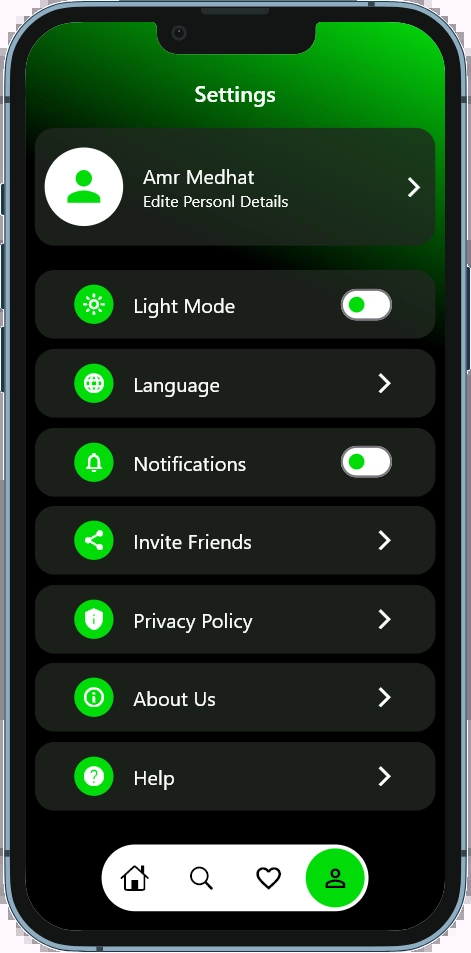 Settings
Amr Medhat
Edite Personl Details
Light Mode
Language
Notifications
Invite Friends
Privacy Policy
About Us
Help